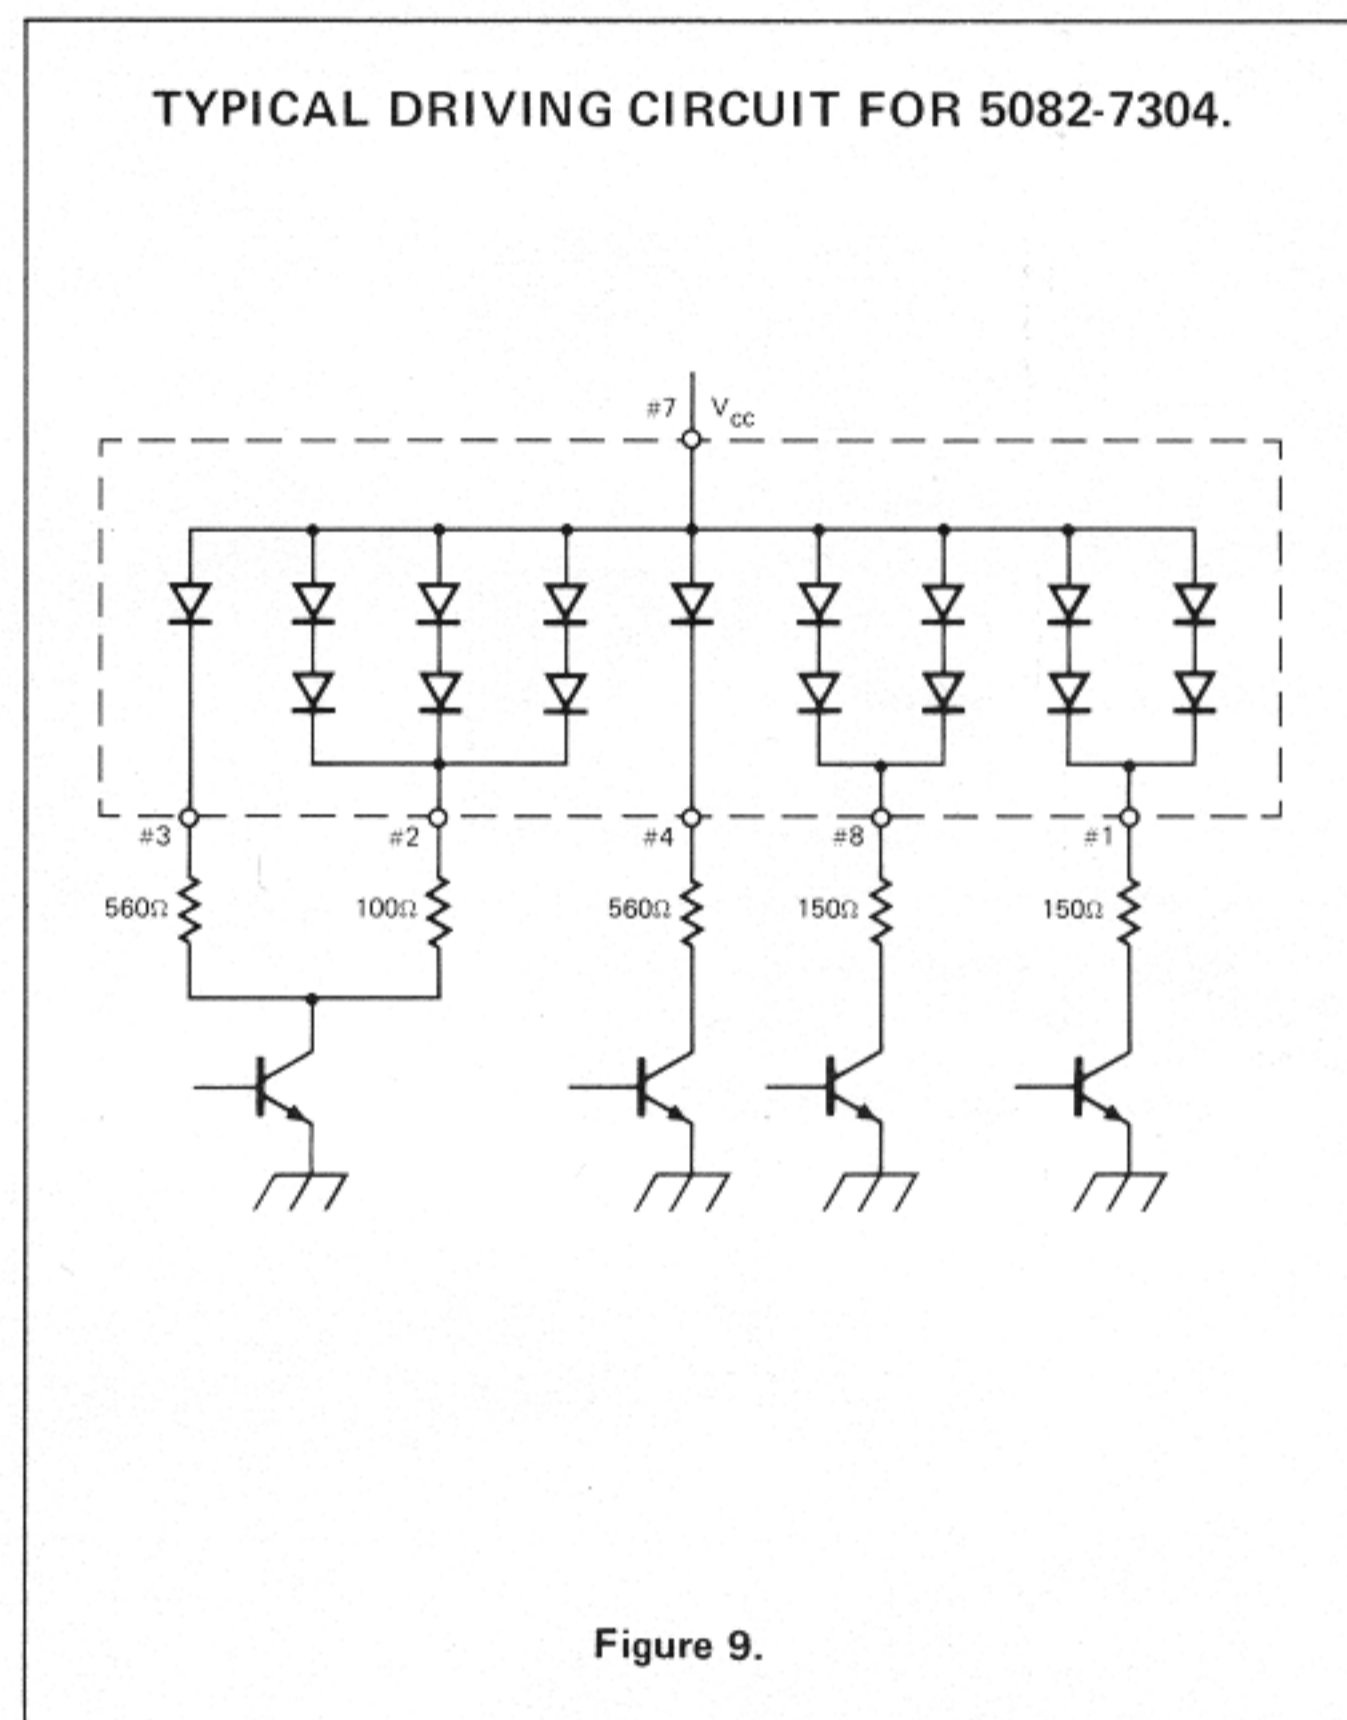 TYPICAL DRIVING CIRCUIT FOR 5082-7304.
#7 V_CC
#3 #2 #4 #8 #1
560Ω 100Ω 560Ω 150Ω 150Ω
Figure 9.